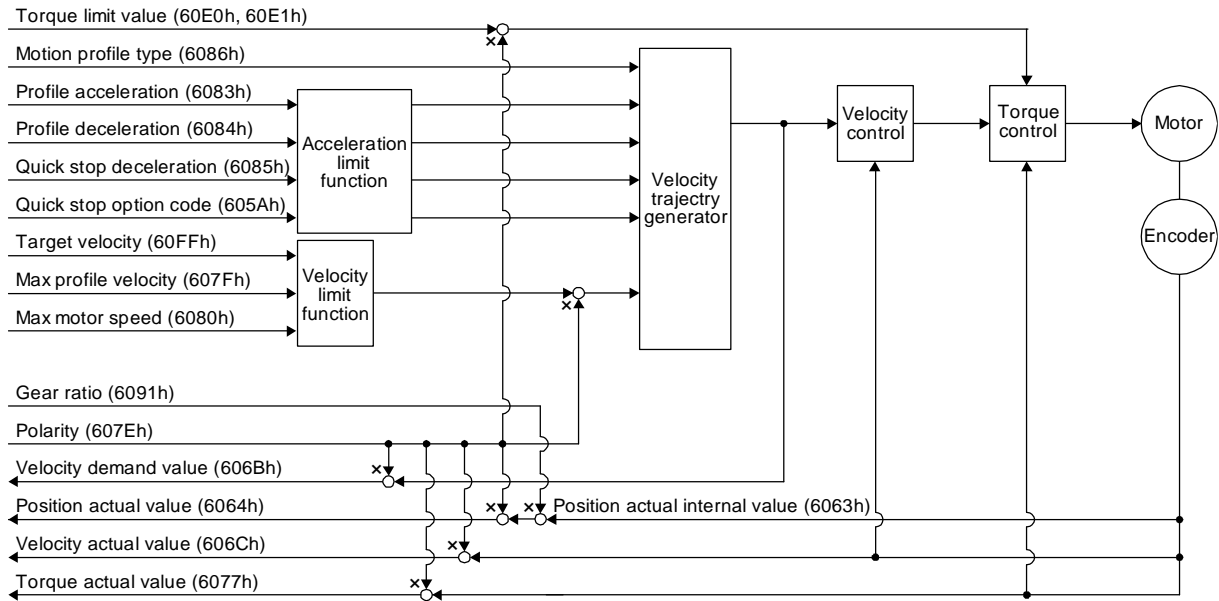 Torque limit value (60E0h, 60E1h)
×
Motion profile type (6086h)
Profile acceleration (6083h)
Profile deceleration (6084h)
Quick stop deceleration (6085h)
Quick stop option code (605Ah)
Acceleration
limit
function
Target velocity (60FFh)
Max profile velocity (607Fh)
Max motor speed (6080h)
Velocity
limit
function
×
Velocity
trajectry
generator
Velocity
control
Torque
control
Motor
Encoder
Gear ratio (6091h)
Polarity (607Eh)
Velocity demand value (606Bh)
×
Position actual value (6064h)
×
×
Position actual internal value (6063h)
Velocity actual value (606Ch)
×
Torque actual value (6077h)
×